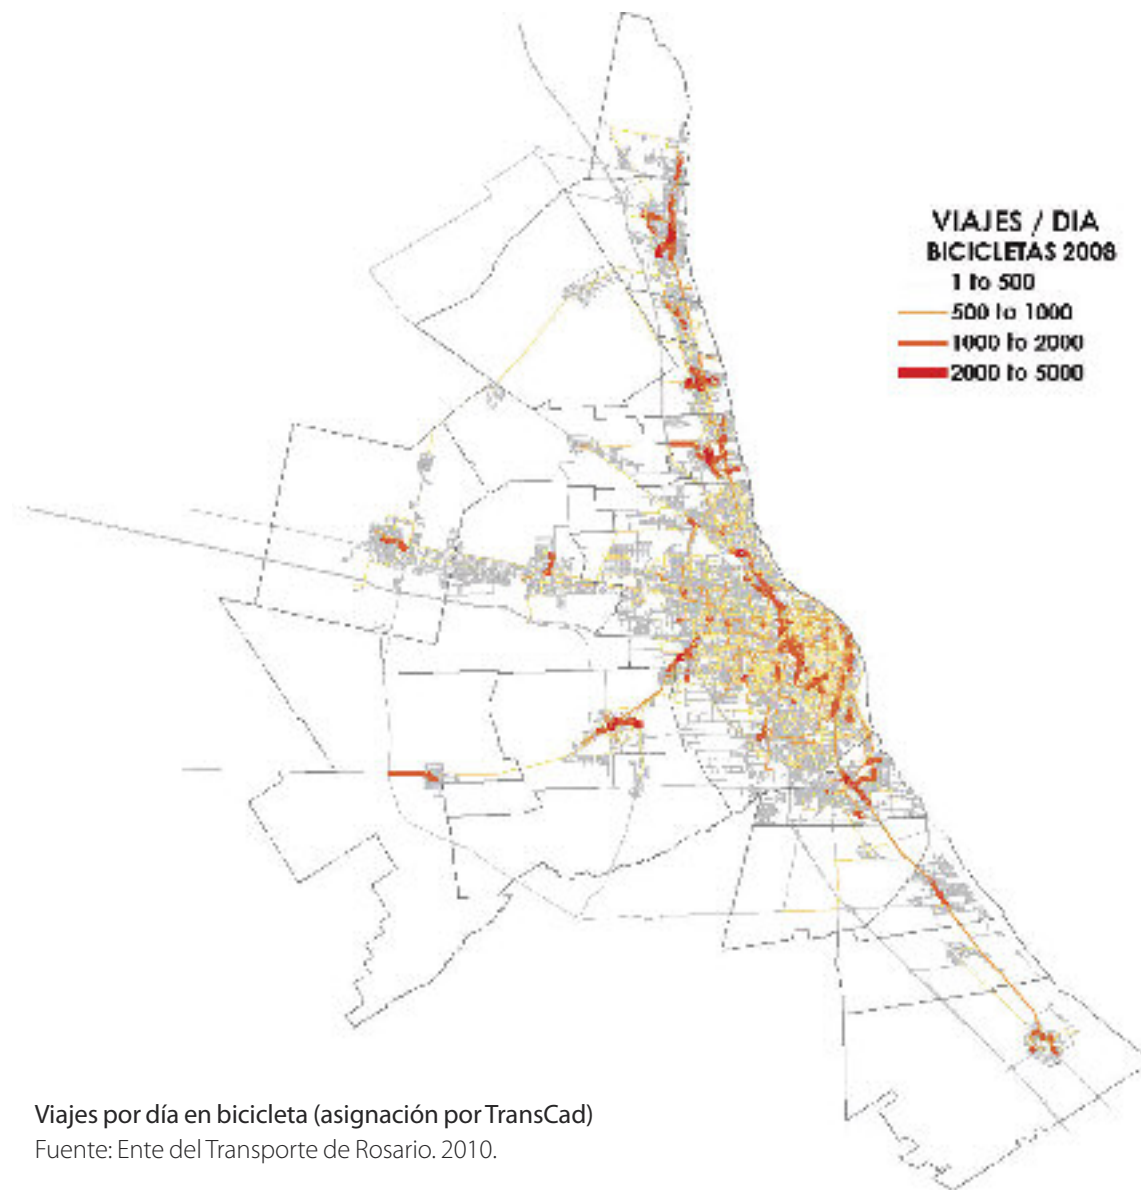 VIAJES / DIA
BICICLETAS 2008
1 to 500
500 to 1000
1000 to 2000
2000 to 5000
Viajes por día en bicicleta (asignación por TransCad)
Fuente: Ente del Transporte de Rosario. 2010.